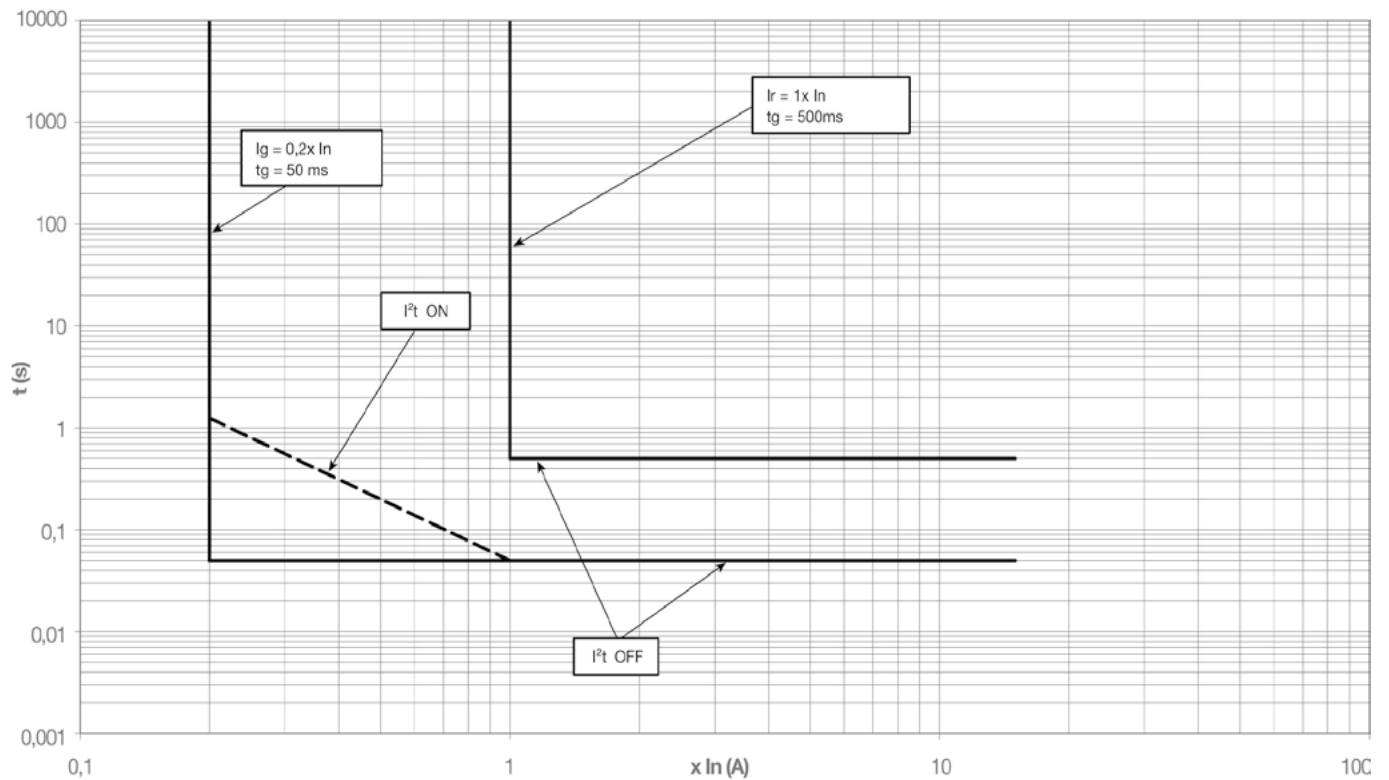 10000
1000
100
10
1
0,1
0,01
0,001
t (s)
Ig = 0,2x In
tg = 50 ms
Ir = 1x In
tg = 500ms
I²t ON
I²t OFF
0,1
1
x In (A)
10
100